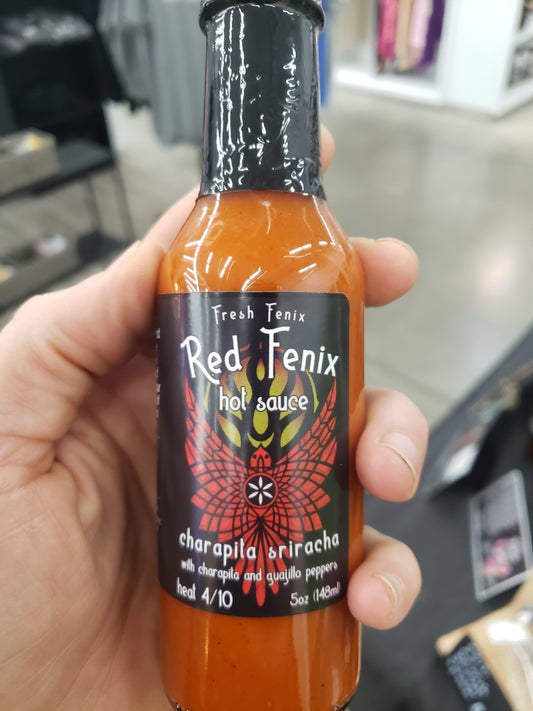 Fresh Fenix
Red Fenix
hot sauce
charapita sriracha
with charapita and guajillo peppers
heat 4/10
5oz (148ml)